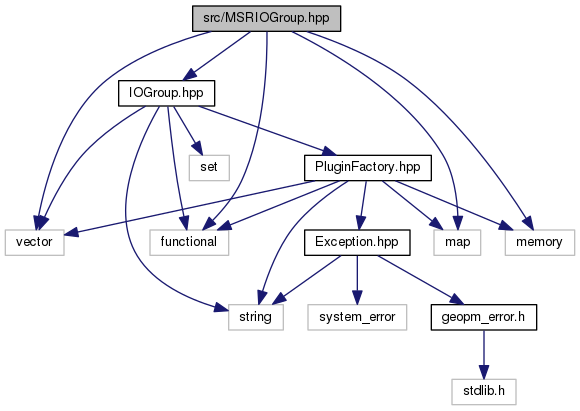 src/MSRIOGroup.hpp
IOGroup.hpp
set
PluginFactory.hpp
vector
functional
Exception.hpp
map
memory
string
system_error
geopm_error.h
stdlib.h